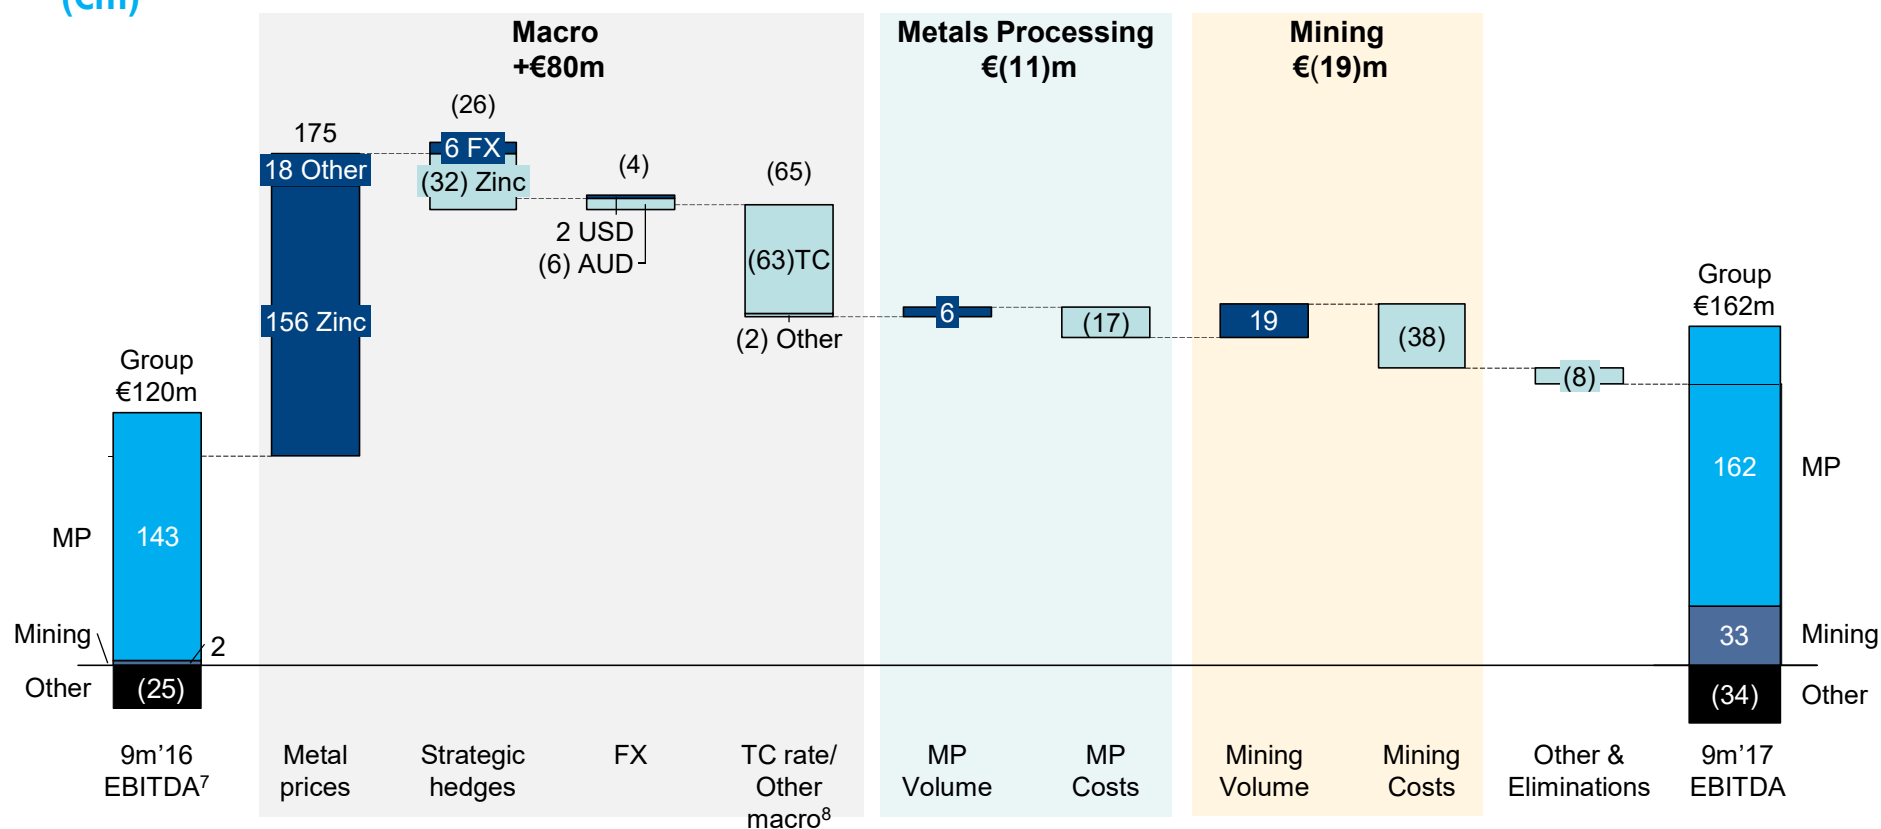 (€m)
Macro
+€80m
Metals Processing
€(11)m
Mining
€(19)m
175
18 Other
156 Zinc
(26)
6 FX
(32) Zinc
(4)
2 USD
(6) AUD
(65)
(63)TC
(2) Other
6
(17)
19
(38)
(8)
Group
€120m
143
2
(25)
MP
Mining
Other
Group
€162m
162
33
(34)
MP
Mining
Other
9m’16
EBITDA⁷
Metal
prices
Strategic
hedges
FX
TC rate/
Other
macro⁸
MP
Volume
MP
Costs
Mining
Volume
Mining
Costs
Other &
Eliminations
9m’17
EBITDA